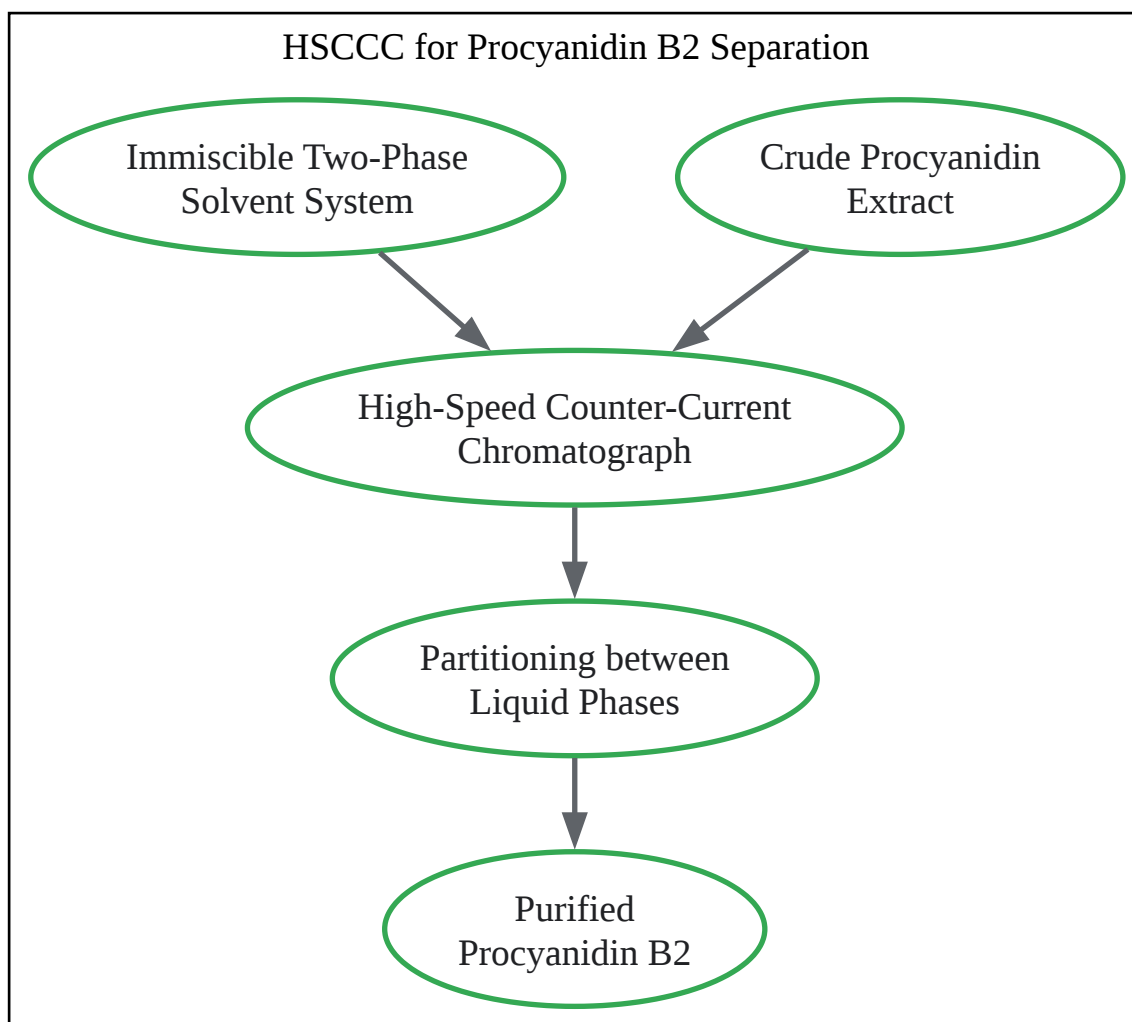 HSCCC for Procyanidin B2 Separation
Immiscible Two-Phase
Solvent System
Crude Procyanidin
Extract
High-Speed Counter-Current
Chromatograph
Partitioning between
Liquid Phases
Purified
Procyanidin B2